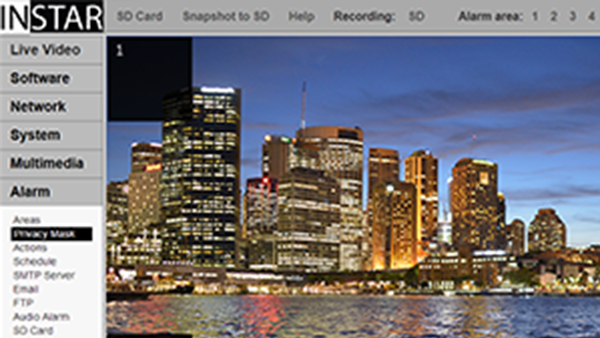 INSTAR
SD Card Snapshot to SD Help Recording: SD Alarm area: 1 2 3 4
Live Video
1
Software
Network
System
Multimedia
Alarm
Areas
Privacy Mask
Actions
Schedule
SMTP Server
Email
FTP
Audio Alarm
SD Card